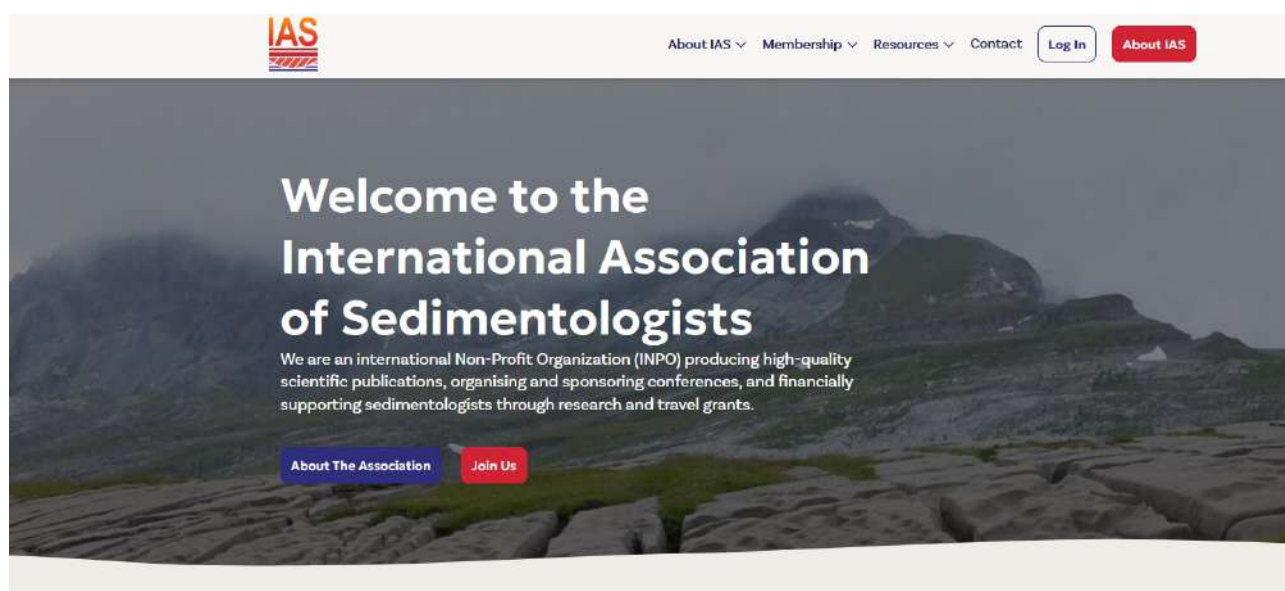 IAS
About IAS
Membership
Resources
Contact
Log In
About IAS
Welcome to the
International Association
of Sedimentologists
We are an international Non-Profit Organization (INPO) producing high-quality
scientific publications, organising and sponsoring conferences, and financially
supporting sedimentologists through research and travel grants.
About The Association
Join Us